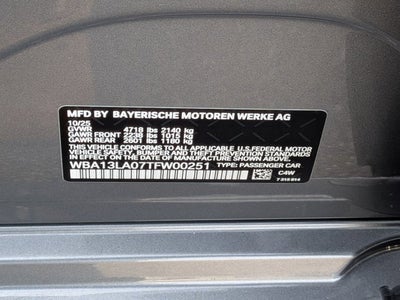 MFD BY BAYERISCHE MOTOREN WERKE AG
10/25
GVWR 4718 lbs 2140 kg
GAWR FRONT 2238 lbs 1015 kg
GAWR REAR 2601 lbs 1180 kg
THIS VEHICLE CONFORMS TO ALL APPLICABLE U.S. FEDERAL MOTOR
VEHICLE SAFETY, BUMPER AND THEFT PREVENTION STANDARDS IN
EFFECT ON THE DATE OF MANUFACTURE SHOWN ABOVE.
WBA13LA07TFW00251 TYPE: PASSENGER CAR
C4W